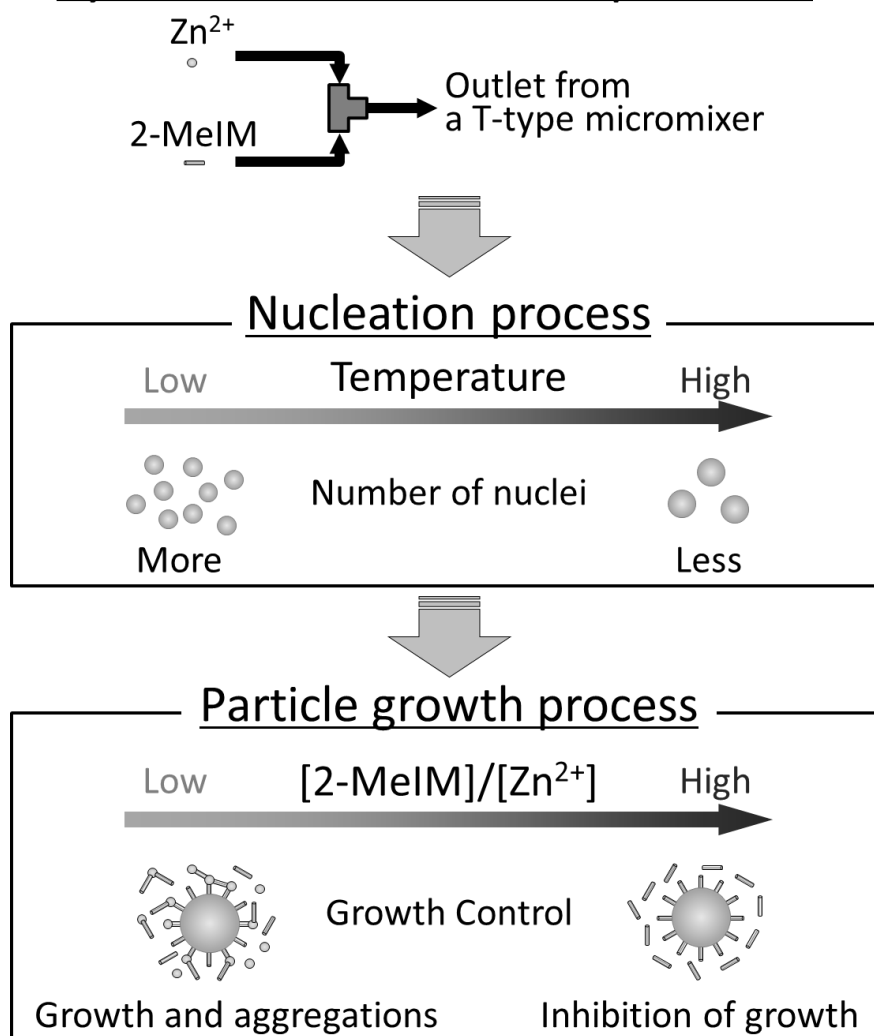 Zn²⁺
2-MeIM
Outlet from
a T-type micromixer
Nucleation process
Low Temperature High
Number of nuclei
More Less
Particle growth process
Low [2-MeIM]/[Zn²⁺] High
Growth Control
Growth and aggregations Inhibition of growth